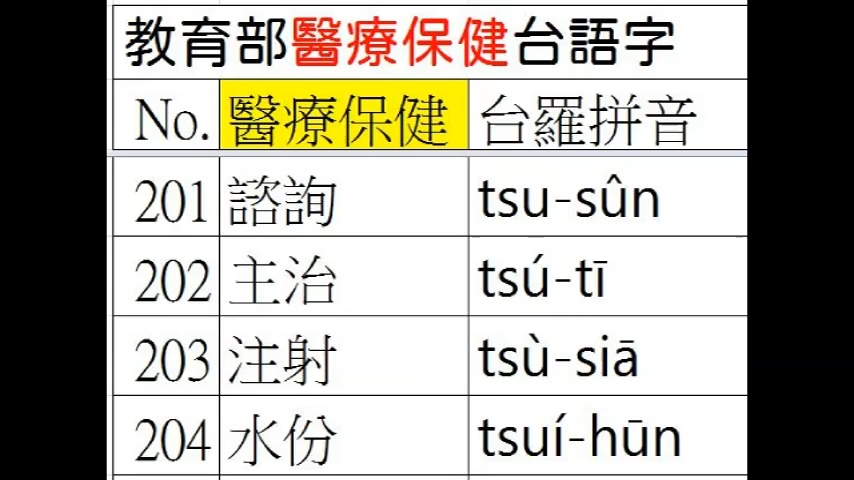 教育部醫療保健台語字
No. 醫療保健 台羅拼音
201 諮詢 tsu-sûn
202 主治 tsú-tī
203 注射 tsù-siā
204 水份 tsuí-hūn